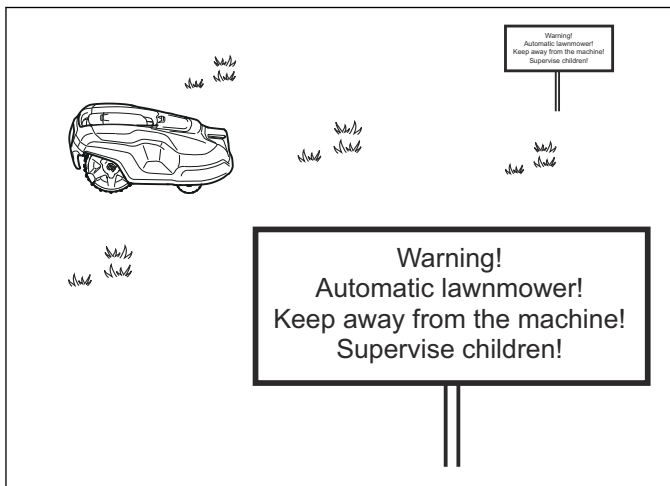 Warning!
Automatic lawnmower!
Keep away from the machine!
Supervise children!
Warning!
Automatic lawnmower!
Keep away from the machine!
Supervise children!